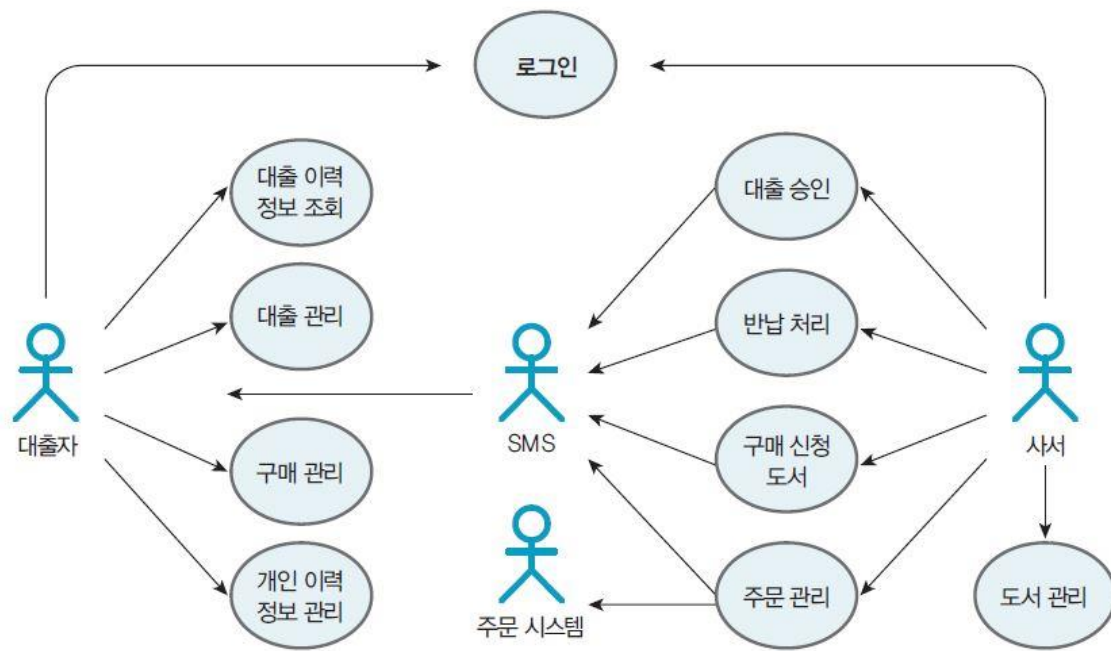 로그인
대출 이력
정보 조회
대출 승인
대출 관리
반납 처리
대출자
SMS
사서
구매 관리
구매 신청
도서
개인 이력
정보 관리
주문 시스템
주문 관리
도서 관리